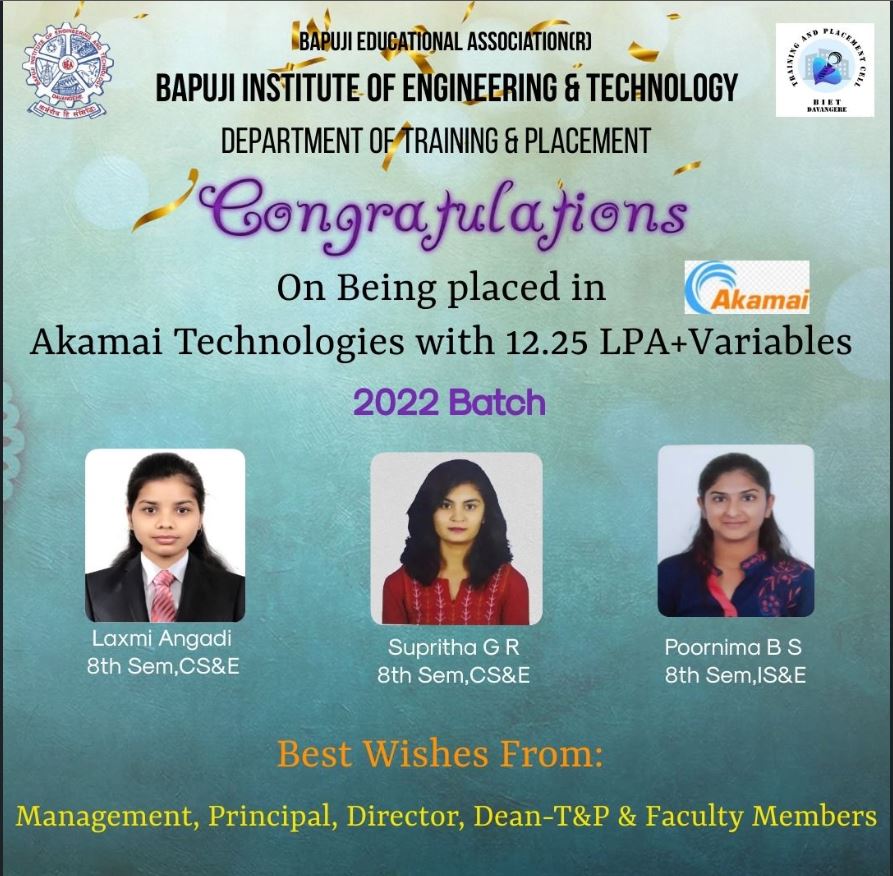 BAPUJI EDUCATIONAL ASSOCIATION(R)
BAPUJI INSTITUTE OF ENGINEERING & TECHNOLOGY
DEPARTMENT OF TRAINING & PLACEMENT
BAPUJI INSTITUTE OF ENGINEERING AND TECHNOLOGY
DAVANGERE
TRAINING AND PLACEMENT CELL
BIET
DAVANGERE
Congratulations
On Being placed in
Akamai
Akamai Technologies with 12.25 LPA+Variables
2022 Batch
Laxmi Angadi
8th Sem,CS&E
Supritha G R
8th Sem,CS&E
Poornima B S
8th Sem,IS&E
Best Wishes From:
Management, Principal, Director, Dean-T&P & Faculty Members